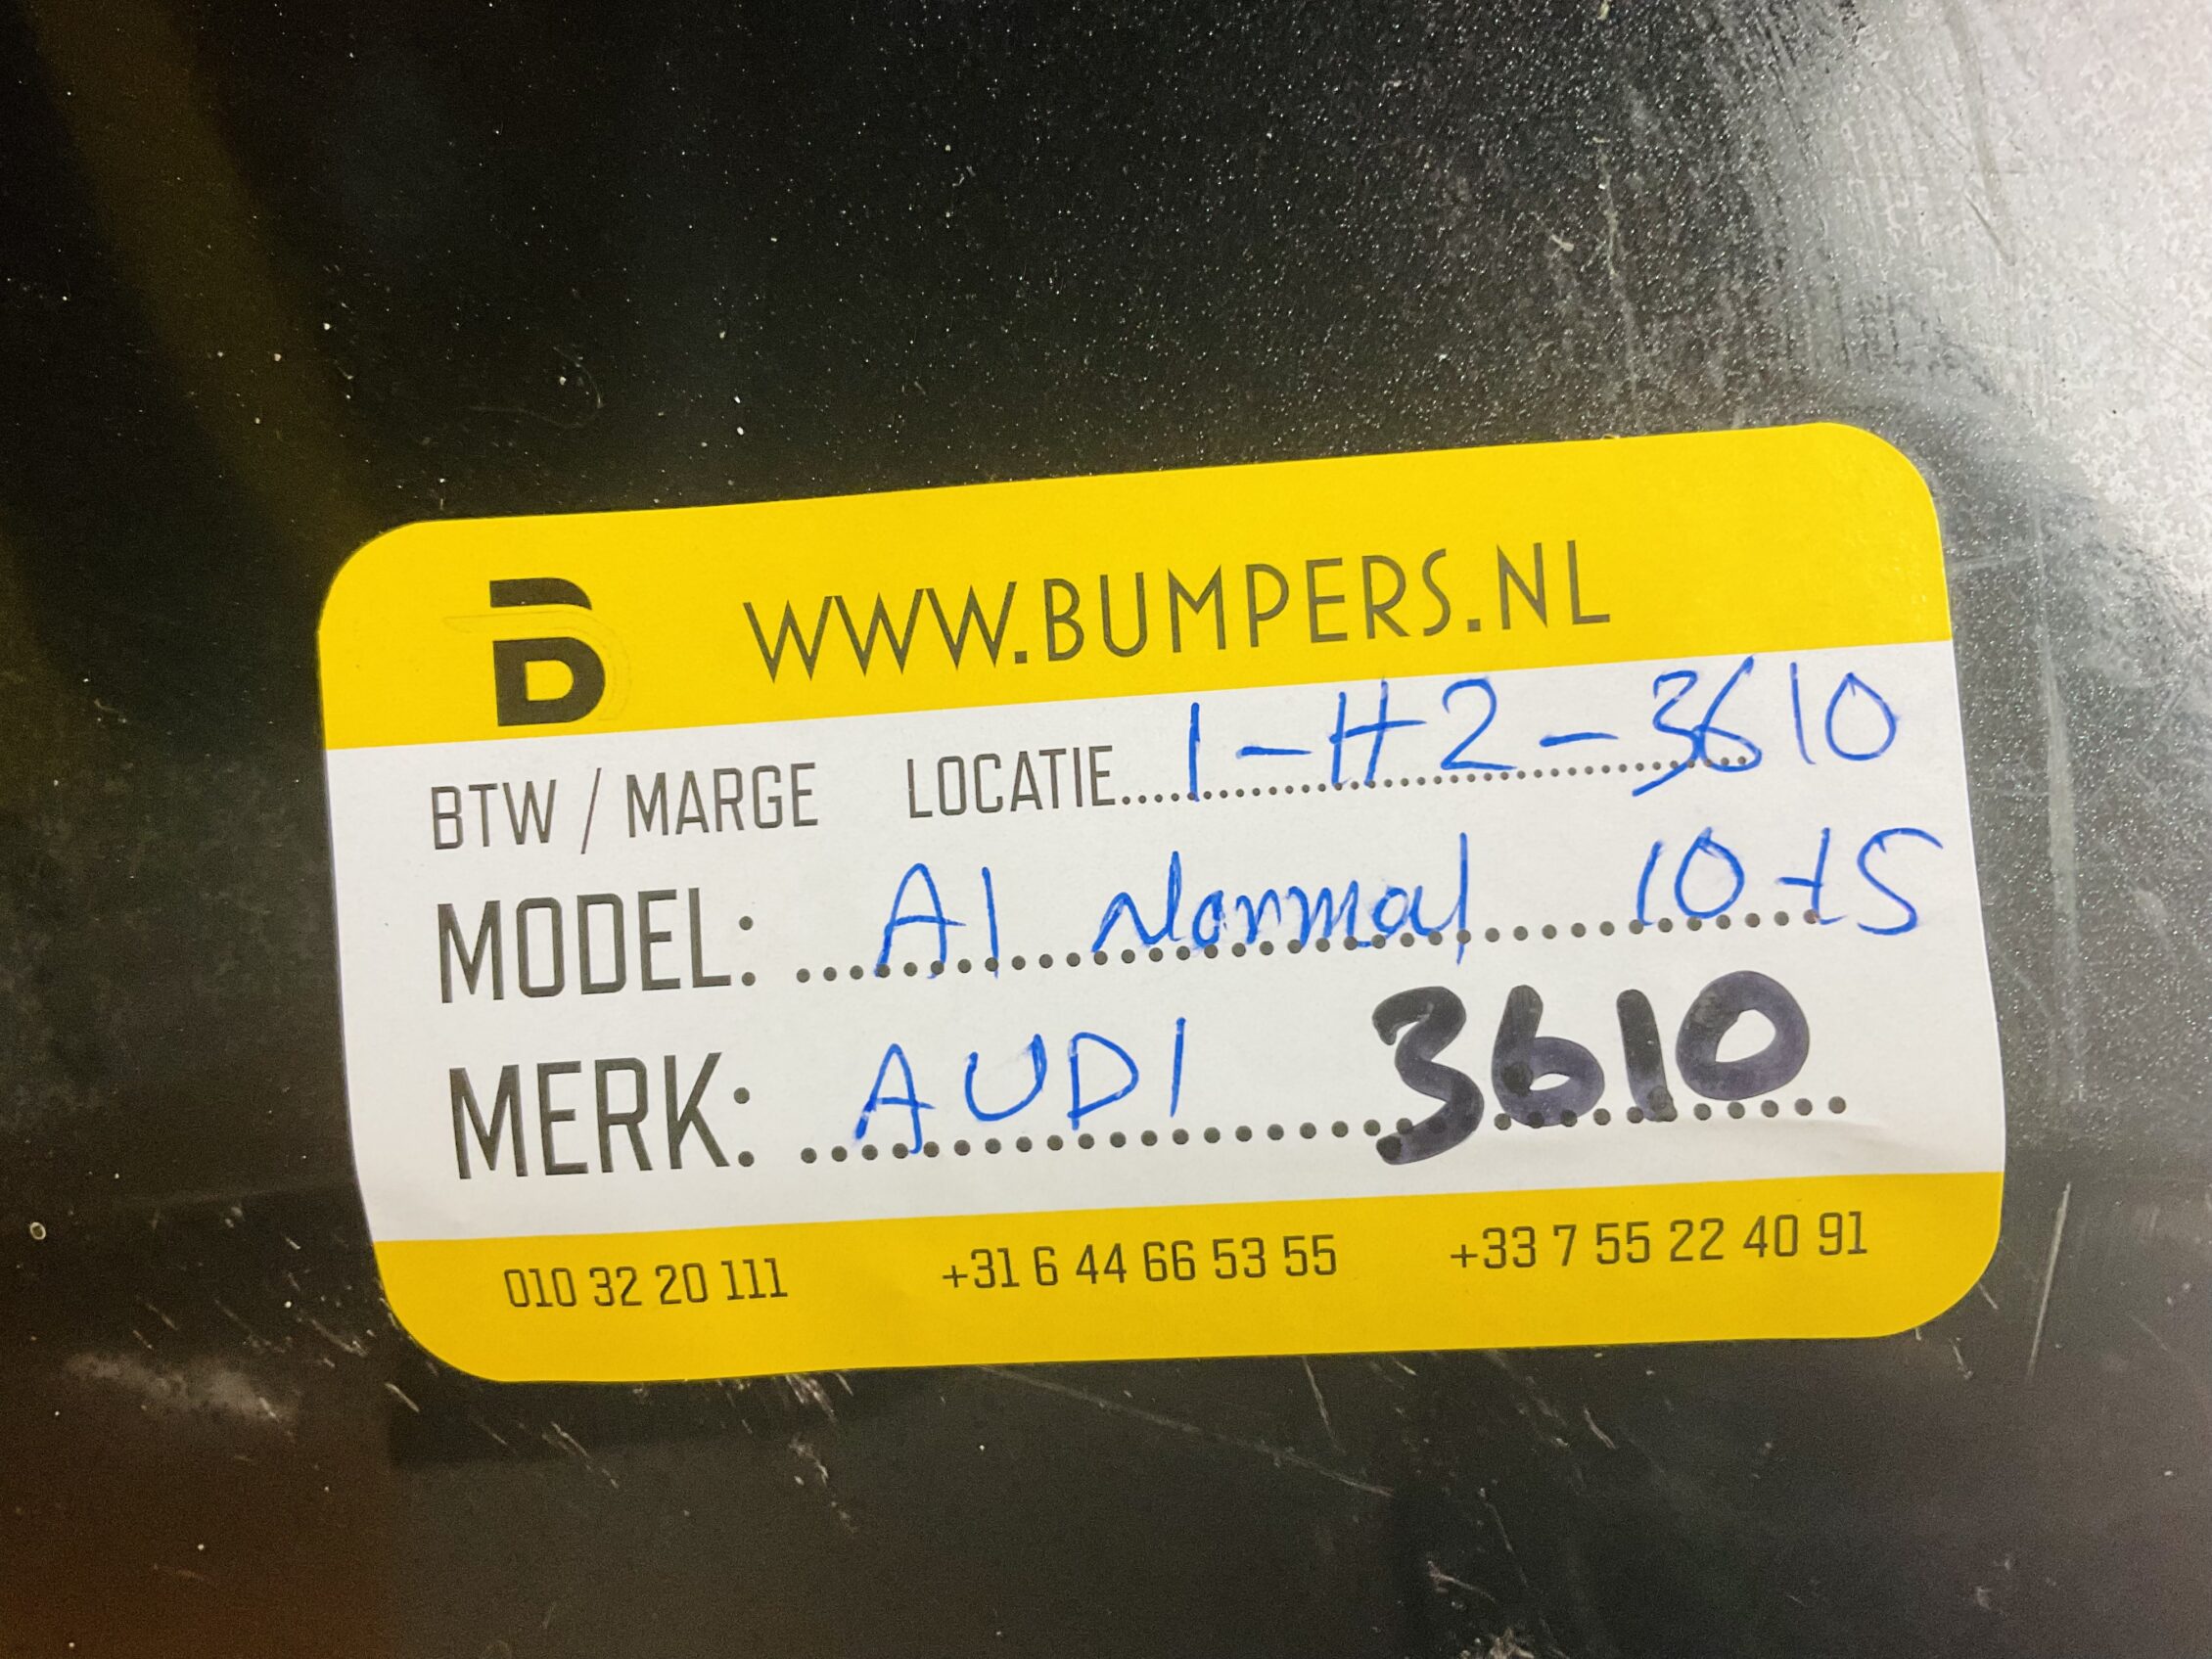 B WWW.BUMPERS.NL
BTW / MARGE LOCATIE 1-H2-3610
MODEL: A1 Normal 10-15
MERK: AUDI 3610
010 32 20 111 +31 6 44 66 53 55 +33 7 55 22 40 91